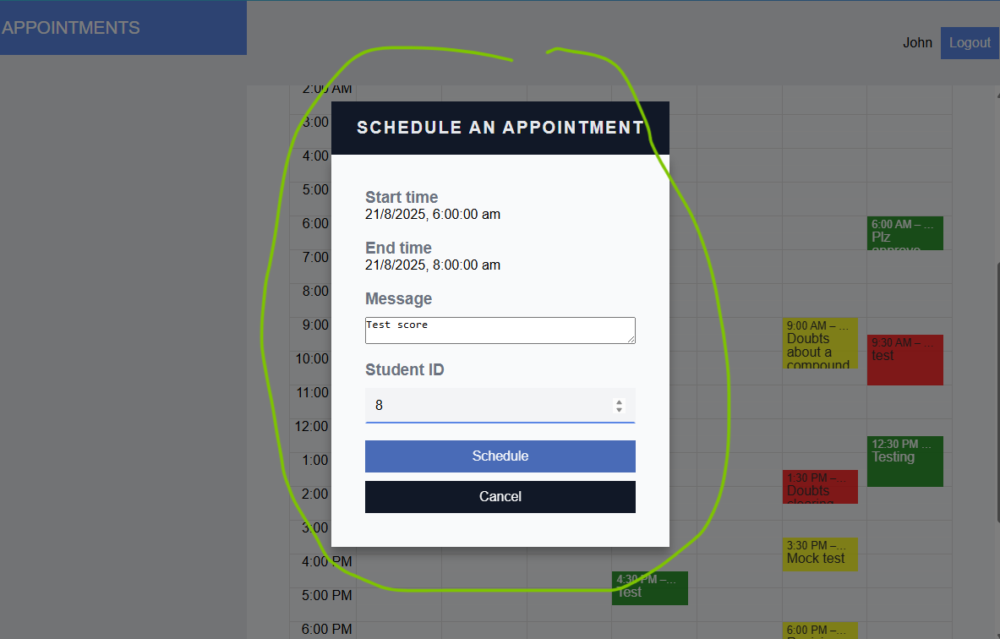 APPOINTMENTS
John
Logout
2:00 AM
3:00
4:00
5:00
6:00
7:00
8:00
9:00
10:00
11:00
12:00
1:00
2:00
3:00
4:00 PM
5:00 PM
6:00 PM
SCHEDULE AN APPOINTMENT
Start time
21/8/2025, 6:00:00 am
End time
21/8/2025, 8:00:00 am
Message
Test score
Student ID
8
Schedule
Cancel
4:30 PM –...
Test
9:00 AM – ...
Doubts
about a
compound
1:30 PM –...
Doubts
clearing
3:30 PM –...
Mock test
6:00 PM –...
6:00 AM – ...
Plz
approve
9:30 AM – ...
test
12:30 PM ...
Testing